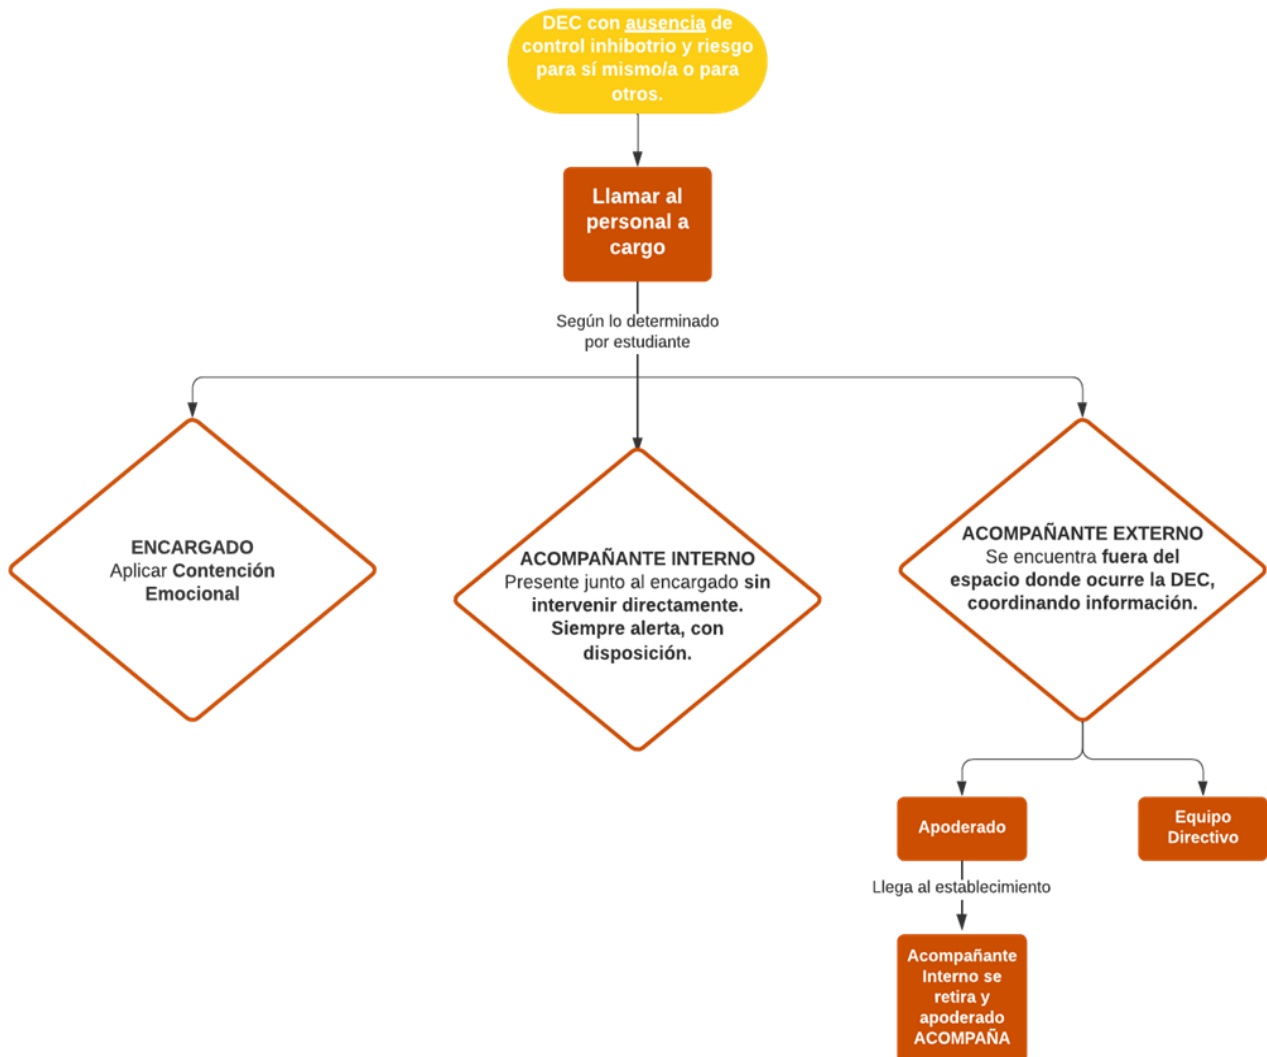 DEC con ausencia de
control inhibotrio y riesgo
para sí mismo/a o para
otros.
Llamar al
personal a
cargo
Según lo determinado
por estudiante
ENCARGADO
Aplicar Contención
Emocional
ACOMPAÑANTE INTERNO
Presente junto al encargado sin
intervenir directamente.
Siempre alerta, con
disposición.
ACOMPAÑANTE EXTERNO
Se encuentra fuera del
espacio donde ocurre la DEC,
coordinando información.
Apoderado
Equipo
Directivo
Llega al establecimiento
Acompañante
Interno se
retira y
apoderado
ACOMPAÑA